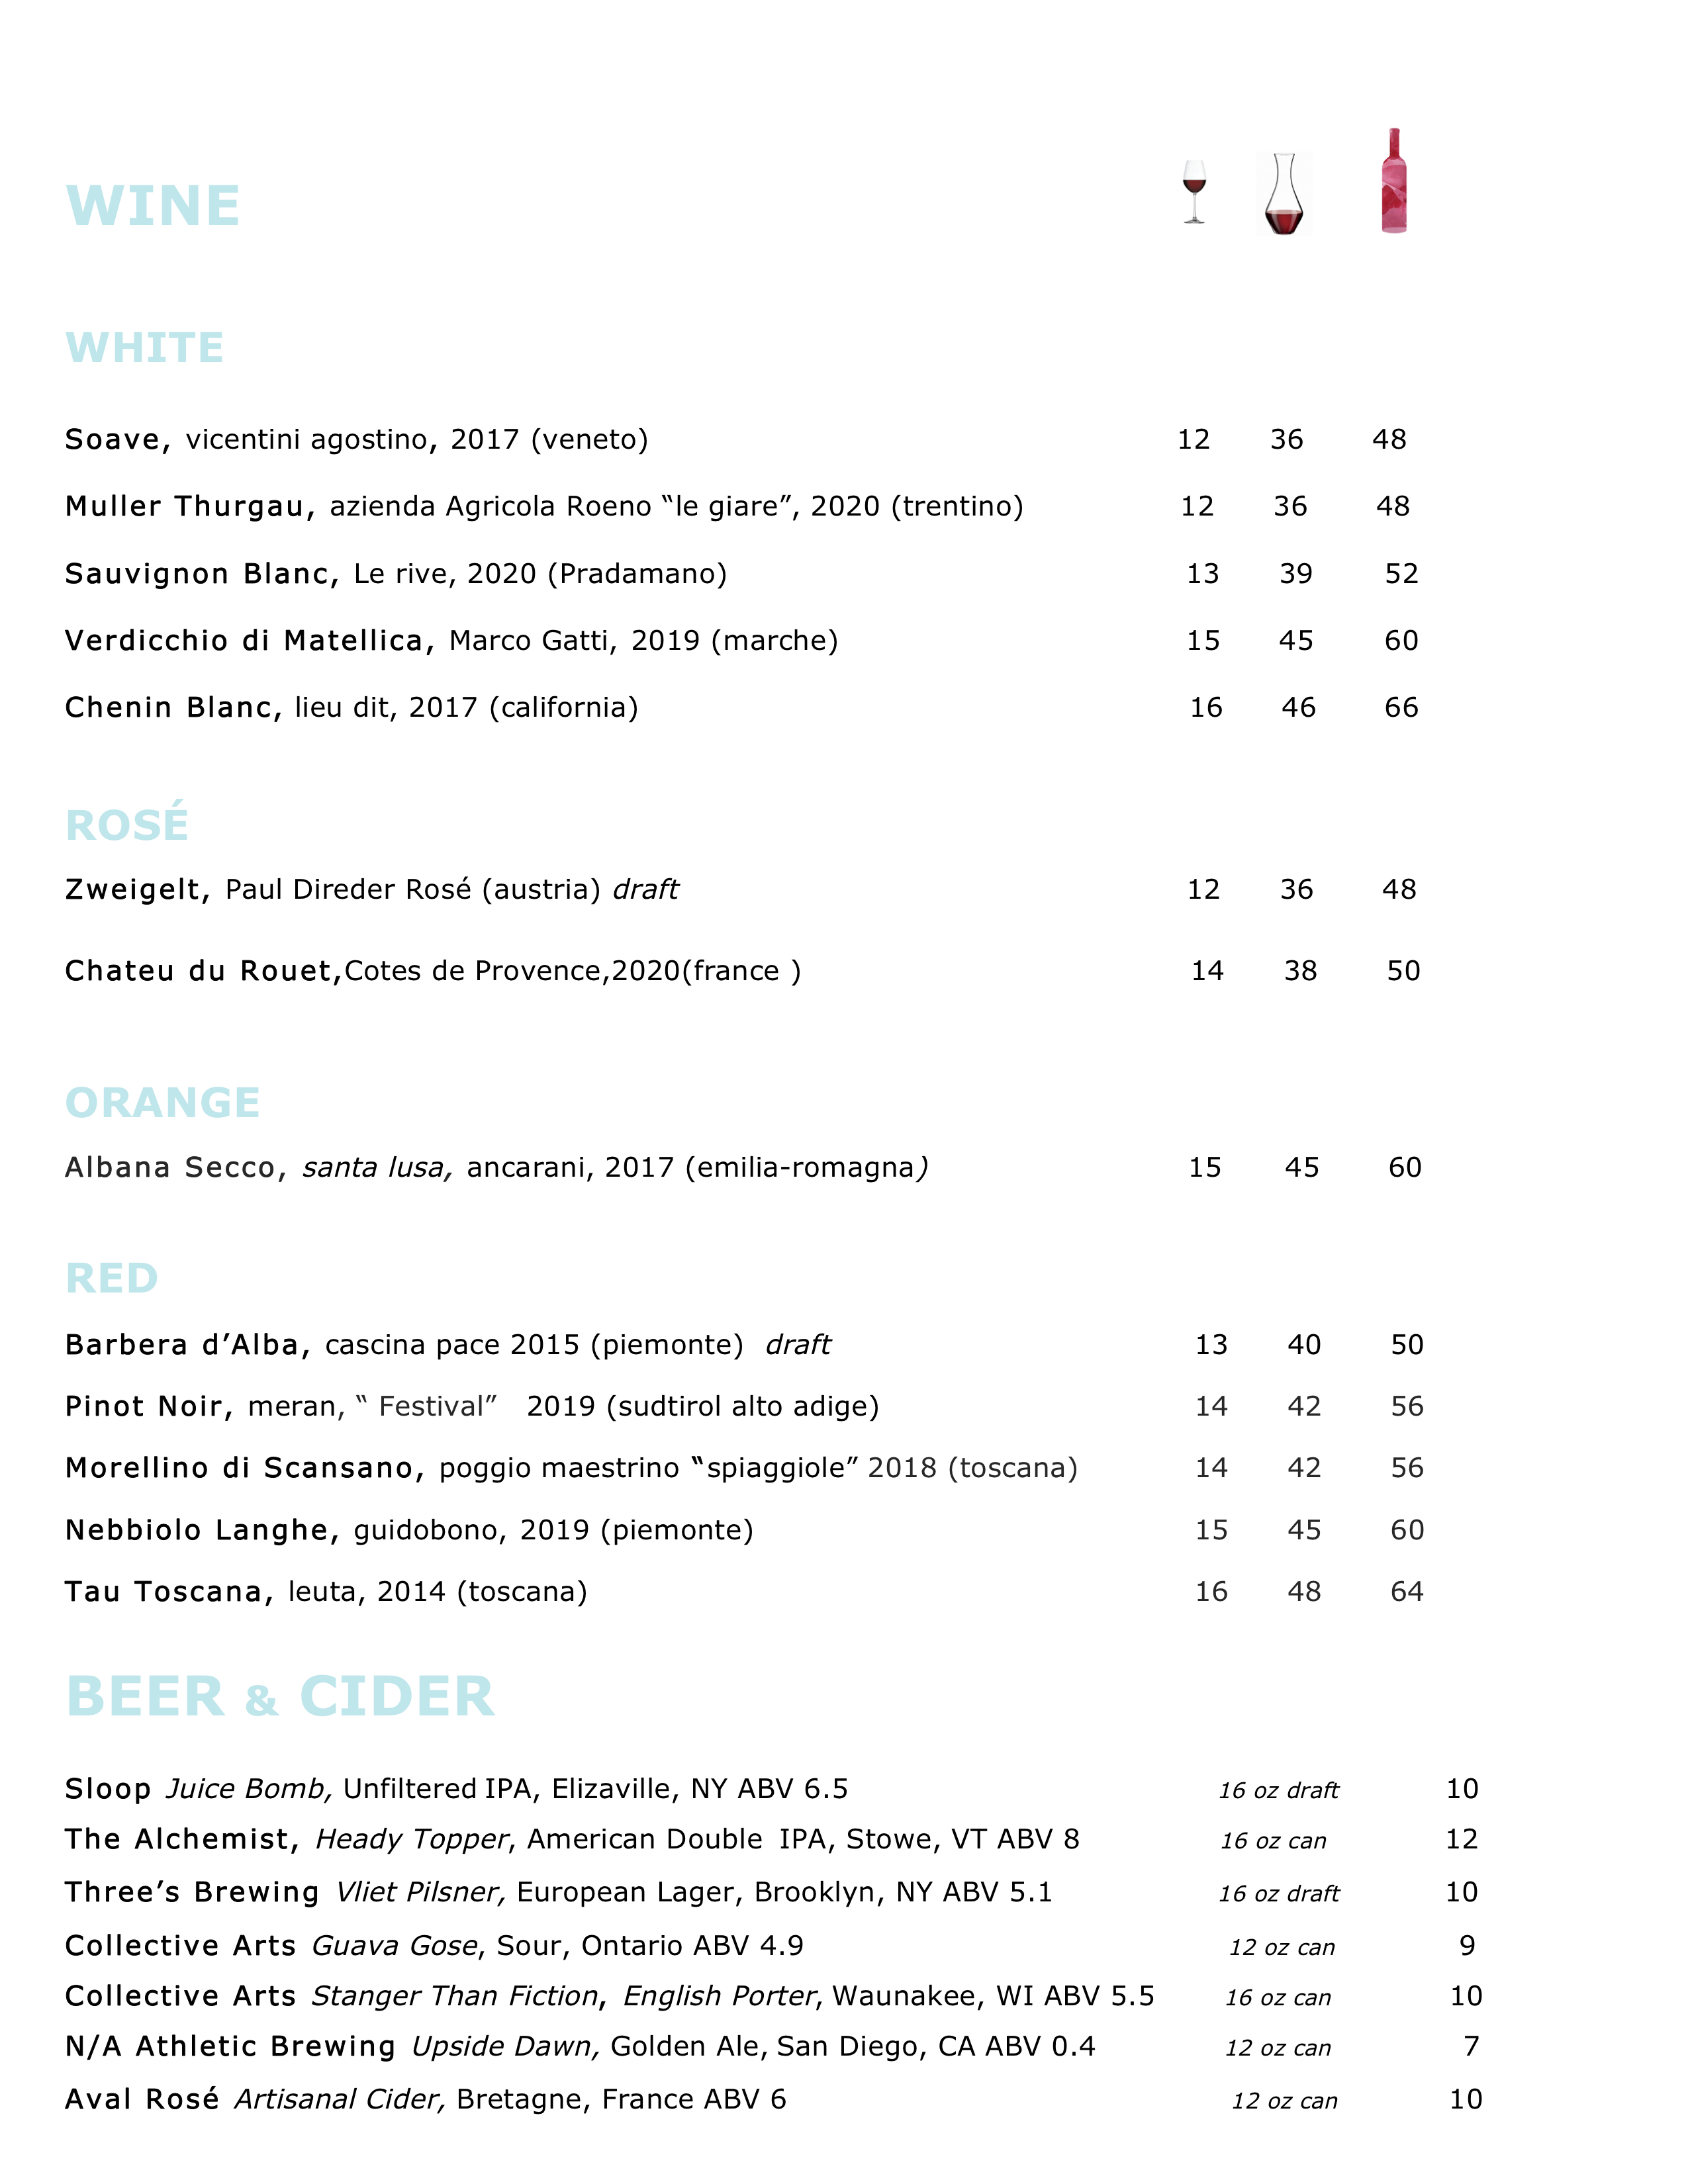 WINE
WHITE
Soave, vicentini agostino, 2017 (veneto) 12 36 48
Muller Thurgau, azienda Agricola Roeno “le giare”, 2020 (trentino) 12 36 48
Sauvignon Blanc, Le rive, 2020 (Pradamano) 13 39 52
Verdicchio di Matellica, Marco Gatti, 2019 (marche) 15 45 60
Chenin Blanc, lieu dit, 2017 (california) 16 46 66
ROSÉ
Zweigelt, Paul Direder Rosé (austria) draft 12 36 48
Chateu du Rouet,Cotes de Provence,2020(france ) 14 38 50
ORANGE
Albana Secco, santa lusa, ancarani, 2017 (emilia-romagna) 15 45 60
RED
Barbera d’Alba, cascina pace 2015 (piemonte) draft 13 40 50
Pinot Noir, meran, “ Festival” 2019 (sudtirol alto adige) 14 42 56
Morellino di Scansano, poggio maestrino “spiaggiole” 2018 (toscana) 14 42 56
Nebbiolo Langhe, guidobono, 2019 (piemonte) 15 45 60
Tau Toscana, leuta, 2014 (toscana) 16 48 64
BEER & CIDER
Sloop Juice Bomb, Unfiltered IPA, Elizaville, NY ABV 6.5 16 oz draft 10
The Alchemist, Heady Topper, American Double IPA, Stowe, VT ABV 8 16 oz can 12
Three’s Brewing Vliet Pilsner, European Lager, Brooklyn, NY ABV 5.1 16 oz draft 10
Collective Arts Guava Gose, Sour, Ontario ABV 4.9 12 oz can 9
Collective Arts Stanger Than Fiction, English Porter, Waunakee, WI ABV 5.5 16 oz can 10
N/A Athletic Brewing Upside Dawn, Golden Ale, San Diego, CA ABV 0.4 12 oz can 7
Aval Rosé Artisanal Cider, Bretagne, France ABV 6 12 oz can 10